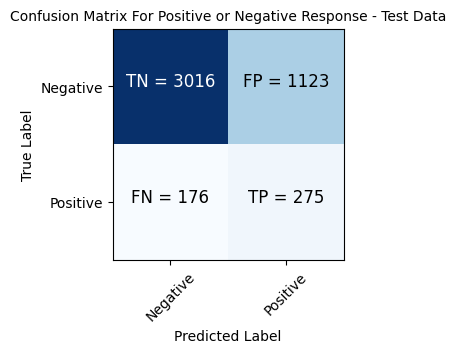 Confusion Matrix For Positive or Negative Response - Test Data
True Label
Negative
TN = 3016
FP = 1123
Positive
FN = 176
TP = 275
Negative
Positive
Predicted Label